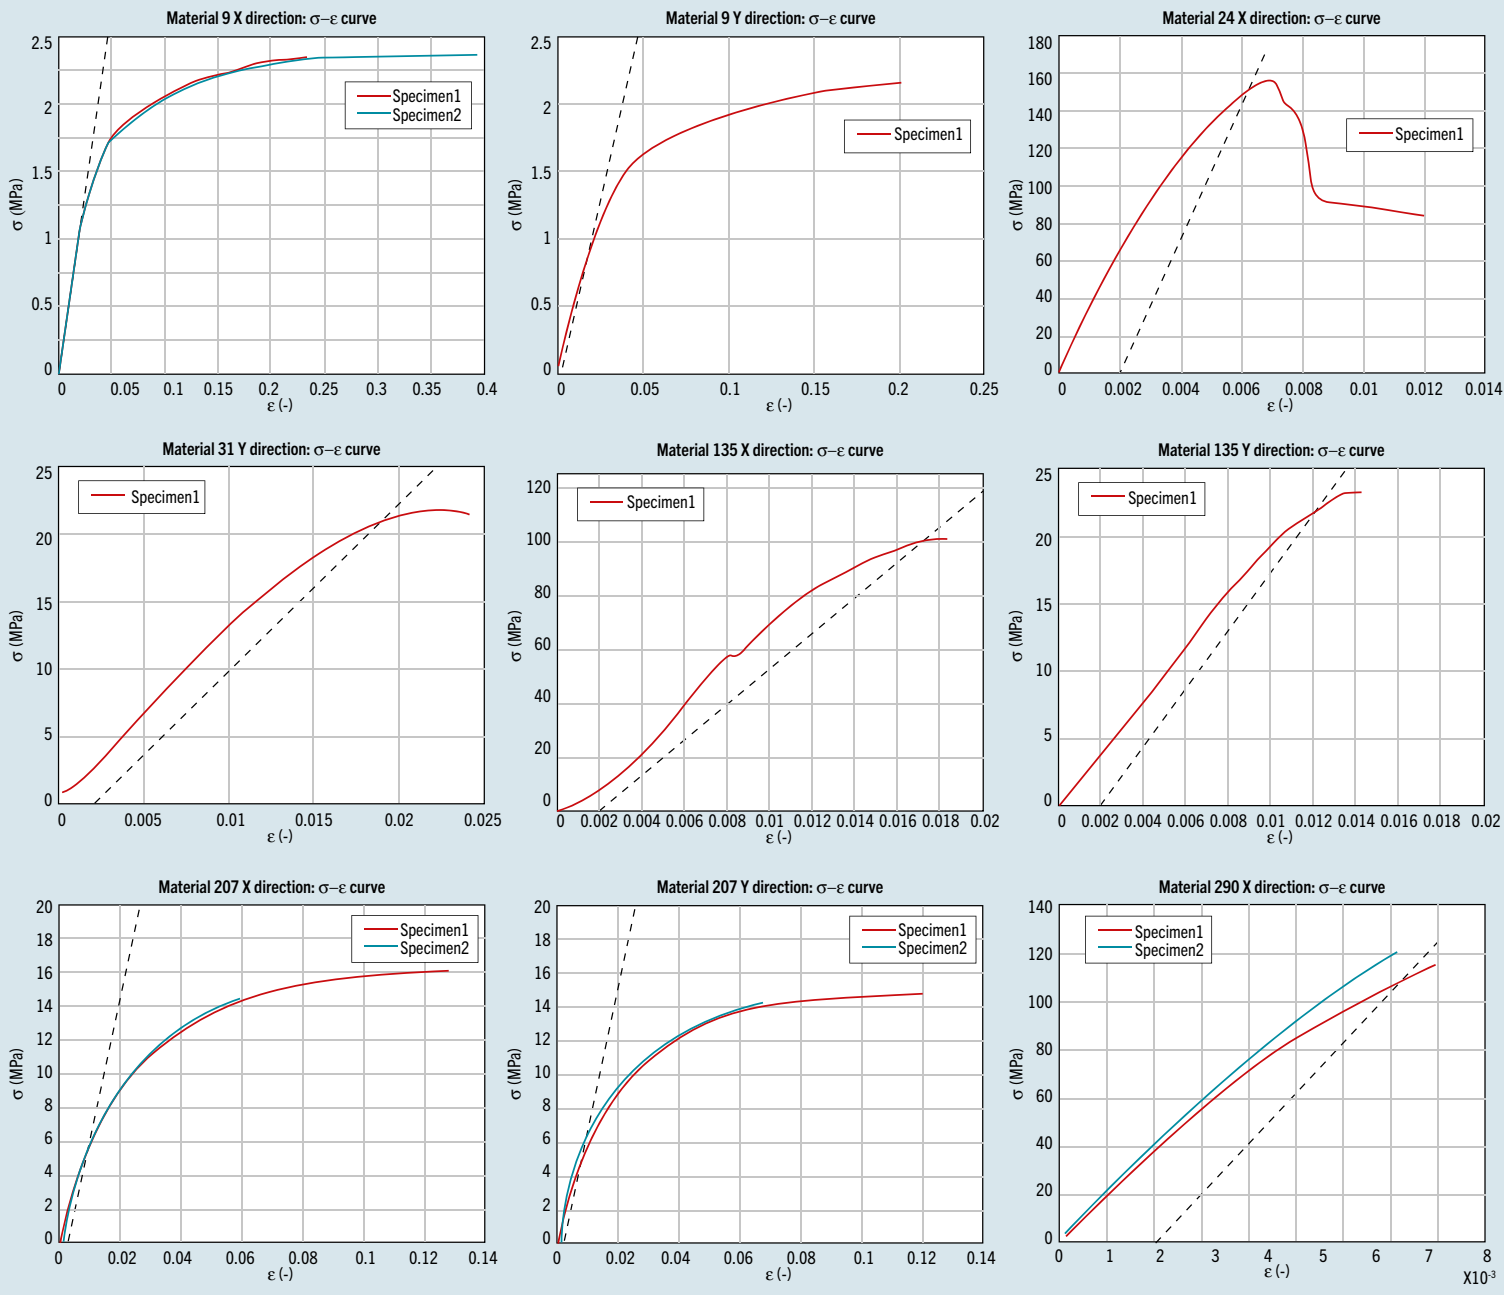 Material 9 X direction: σ–ε curve
2.5
2
1.5
1
0.5
0
σ (MPa)
Specimen1
Specimen2
0 0.05 0.1 0.15 0.2 0.25 0.3 0.35 0.4
ε (-)
Material 9 Y direction: σ–ε curve
2.5
2
1.5
1
0.5
0
σ (MPa)
Specimen1
0 0.05 0.1 0.15 0.2 0.25
ε (-)
Material 24 X direction: σ–ε curve
180
160
140
120
100
80
60
40
20
0
σ (MPa)
Specimen1
0 0.002 0.004 0.006 0.008 0.01 0.012 0.014
ε (-)
Material 31 Y direction: σ–ε curve
25
20
15
10
5
0
σ (MPa)
Specimen1
0 0.005 0.01 0.015 0.02 0.025
ε (-)
Material 135 X direction: σ–ε curve
120
100
80
60
40
20
0
σ (MPa)
Specimen1
0 0.002 0.004 0.006 0.008 0.01 0.012 0.014 0.016 0.018 0.02
ε (-)
Material 135 Y direction: σ–ε curve
25
20
15
10
5
0
σ (MPa)
Specimen1
0 0.002 0.004 0.006 0.008 0.01 0.012 0.014 0.016 0.018 0.02
ε (-)
Material 207 X direction: σ–ε curve
20
18
16
14
12
10
8
6
4
2
0
σ (MPa)
Specimen1
Specimen2
0 0.02 0.04 0.06 0.08 0.1 0.12 0.14
ε (-)
Material 207 Y direction: σ–ε curve
20
18
16
14
12
10
8
6
4
2
0
σ (MPa)
Specimen1
Specimen2
0 0.02 0.04 0.06 0.08 0.1 0.12 0.14
ε (-)
Material 290 X direction: σ–ε curve
140
120
100
80
60
40
20
0
σ (MPa)
Specimen1
Specimen2
0 1 2 3 4 5 6 7 8
ε (-)
X10⁻³